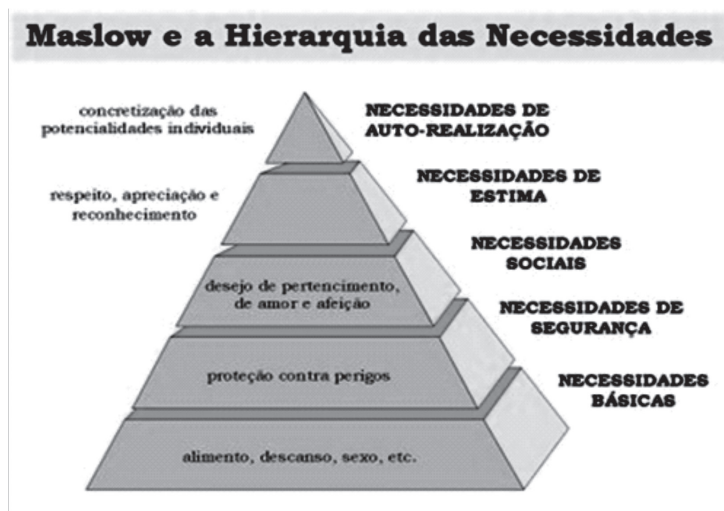 Maslow e a Hierarquia das Necessidades
concretização das
potencialidades individuais
NECESSIDADES DE
AUTO-REALIZAÇÃO
respeito, apreciação e
reconhecimento
NECESSIDADES DE
ESTIMA
NECESSIDADES
SOCIAIS
desejo de pertencimento,
de amor e afeição
NECESSIDADES DE
SEGURANÇA
proteção contra perigos
NECESSIDADES
BÁSICAS
alimento, descanso, sexo, etc.